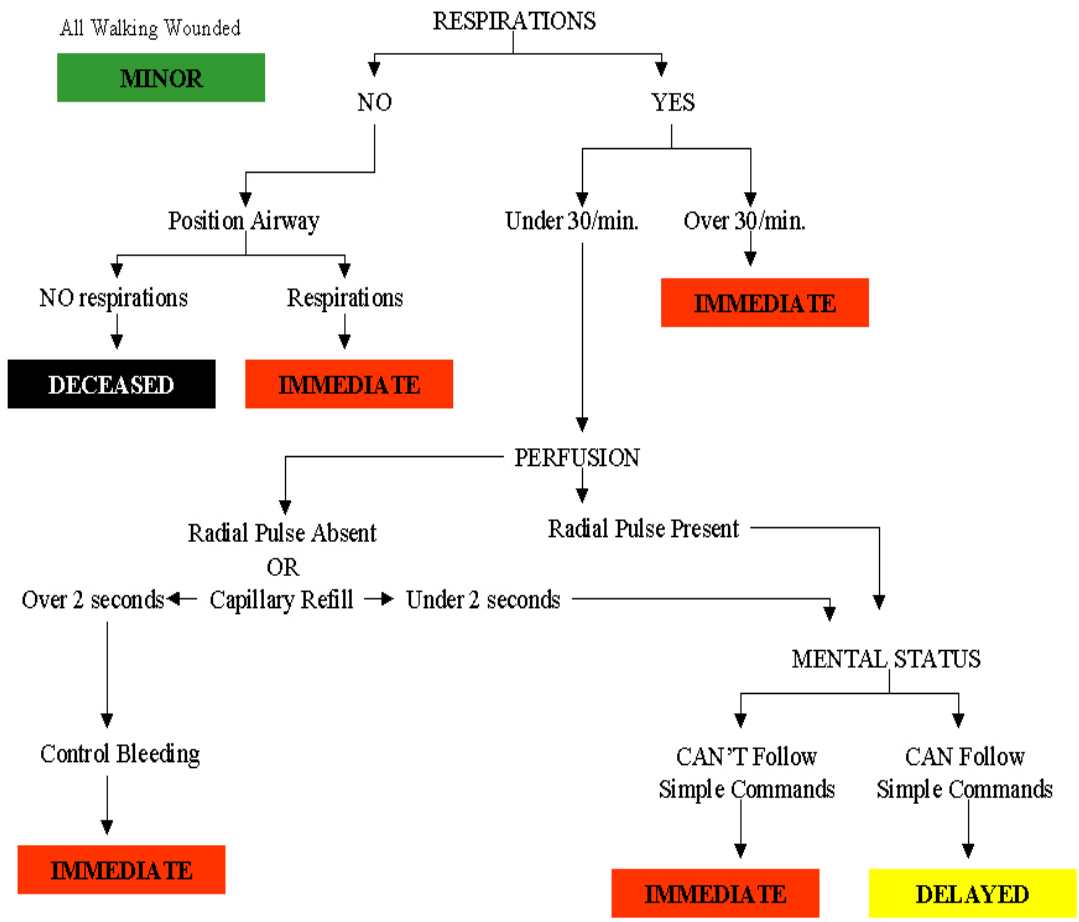 All Walking Wounded
MINOR
RESPIRATIONS
NO
YES
Position Airway
Under 30/min.
Over 30/min.
NO respirations
Respirations
IMMEDIATE
DECEASED
IMMEDIATE
PERFUSION
Radial Pulse Absent
Radial Pulse Present
OR
Over 2 seconds
Capillary Refill
Under 2 seconds
MENTAL STATUS
Control Bleeding
CAN'T Follow
Simple Commands
CAN Follow
Simple Commands
IMMEDIATE
IMMEDIATE
DELAYED